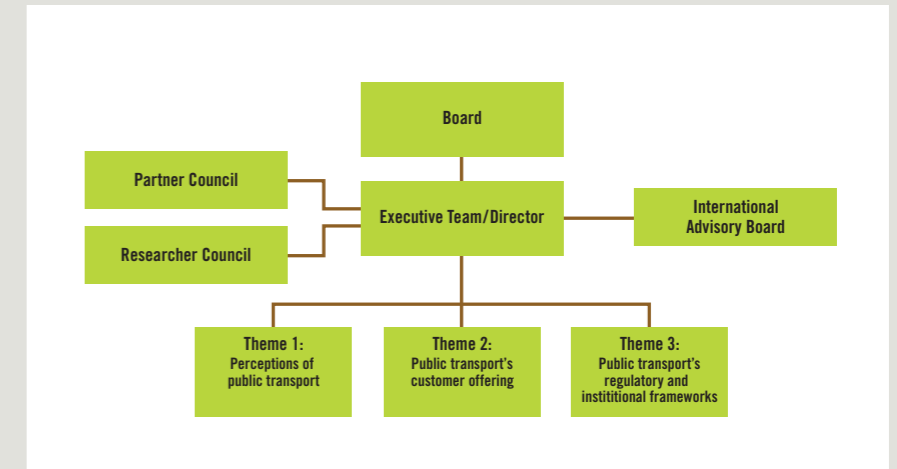 Board
Partner Council
Executive Team/Director
International
Advisory Board
Researcher Council
Theme 1:
Perceptions of
public transport
Theme 2:
Public transport's
customer offering
Theme 3:
Public transport's
regulatory and
instititional frameworks